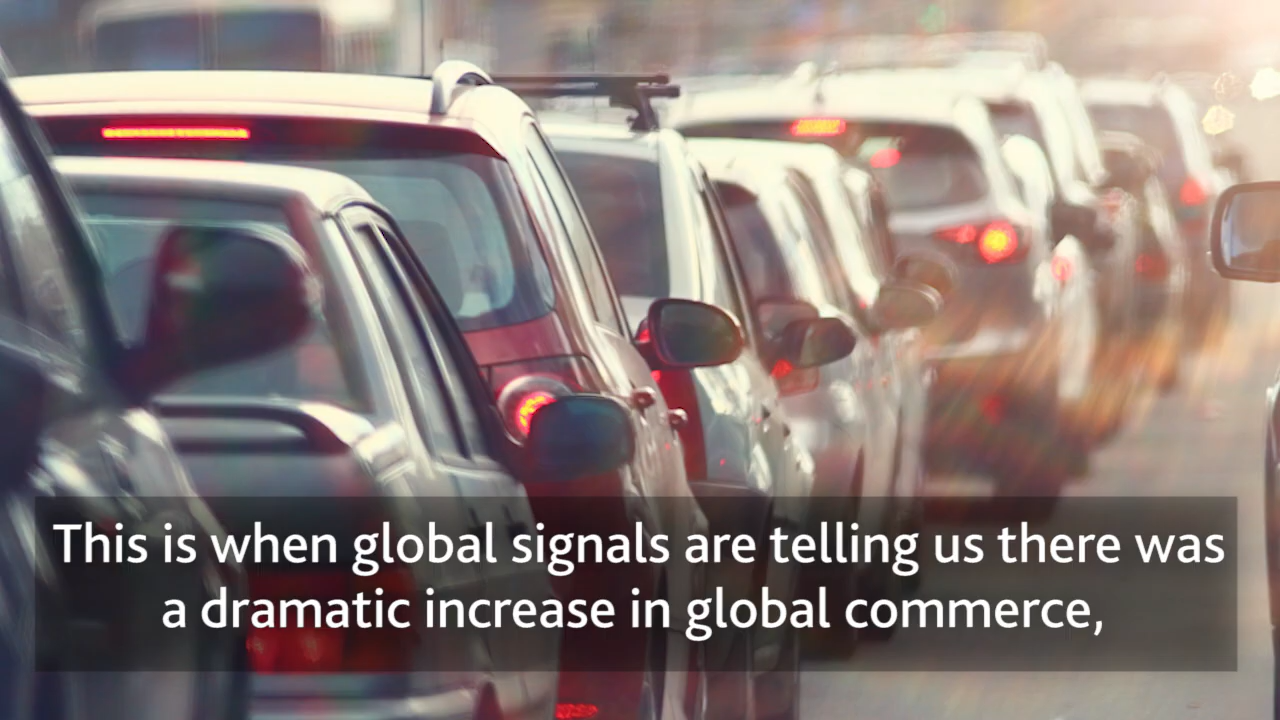 This is when global signals are telling us there was
a dramatic increase in global commerce,